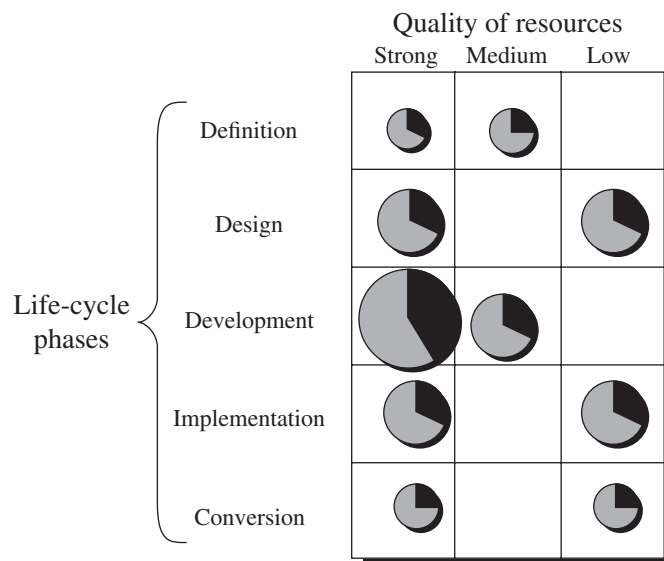 Quality of resources
Strong Medium Low
Definition
Design
Life-cycle
phases
Development
Implementation
Conversion